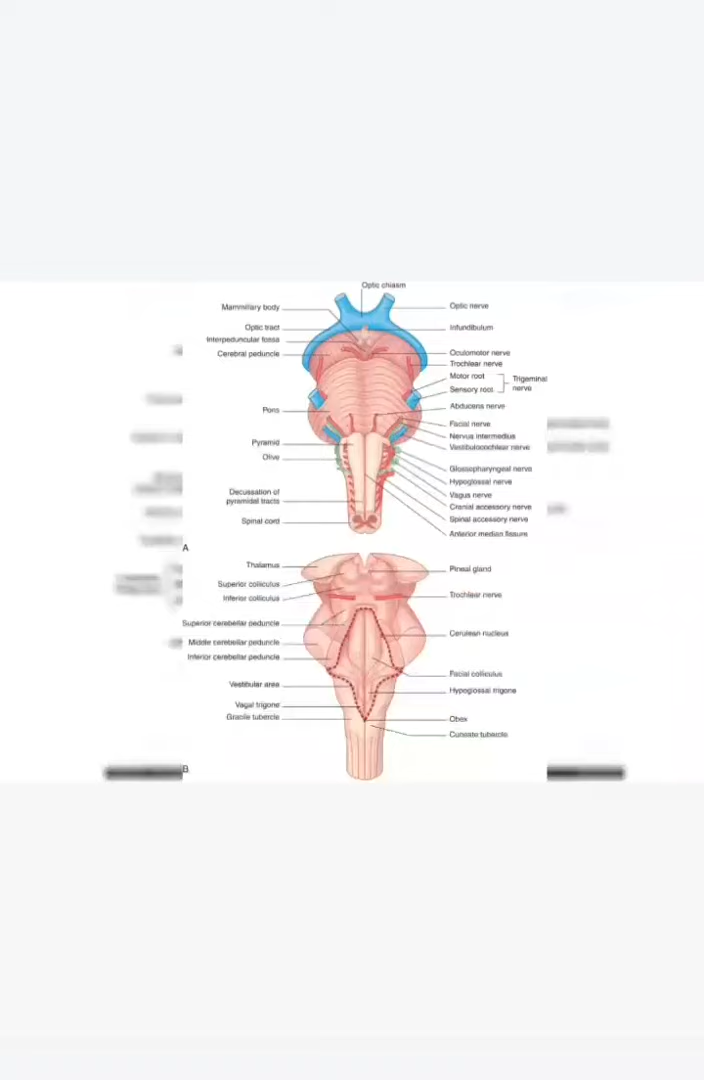 Optic chiasm
Mammillary body
Optic nerve
Optic tract
Infundibulum
Interpeduncular fossa
Cerebral peduncle
Oculomotor nerve
Trochlear nerve
Motor root
Trigeminal
nerve
Sensory root
Pons
Abducens nerve
Facial nerve
Nervus intermedius
Pyramid
Vestibulocochlear nerve
Olive
Glossopharyngeal nerve
Hypoglossal nerve
Decussation of
pyramidal tracts
Vagus nerve
Cranial accessory nerve
Spinal cord
Spinal accessory nerve
Anterior median fissure
A
Thalamus
Pineal gland
Superior colliculus
Inferior colliculus
Trochlear nerve
Superior cerebellar peduncle
Cerulean nucleus
Middle cerebellar peduncle
Inferior cerebellar peduncle
Facial colliculus
Vestibular area
Hypoglossal trigone
Vagal trigone
Gracile tubercle
Obex
Cuneate tubercle
B